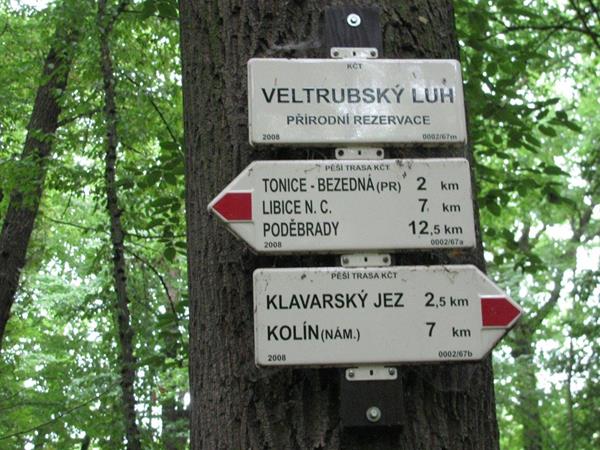 KČT
VELTRUBSKÝ LUH
PŘÍRODNÍ REZERVACE
2008 0002/67m
PĚŠÍ TRASA KČT
TONICE - BEZEDNÁ (PR) 2 km
LIBICE N. C. 7 km
PODĚBRADY 12,5 km
2008 0002/67a
PĚŠÍ TRASA KČT
KLAVARSKÝ JEZ 2,5 km
KOLÍN (NÁM.) 7 km
2008 0002/67b